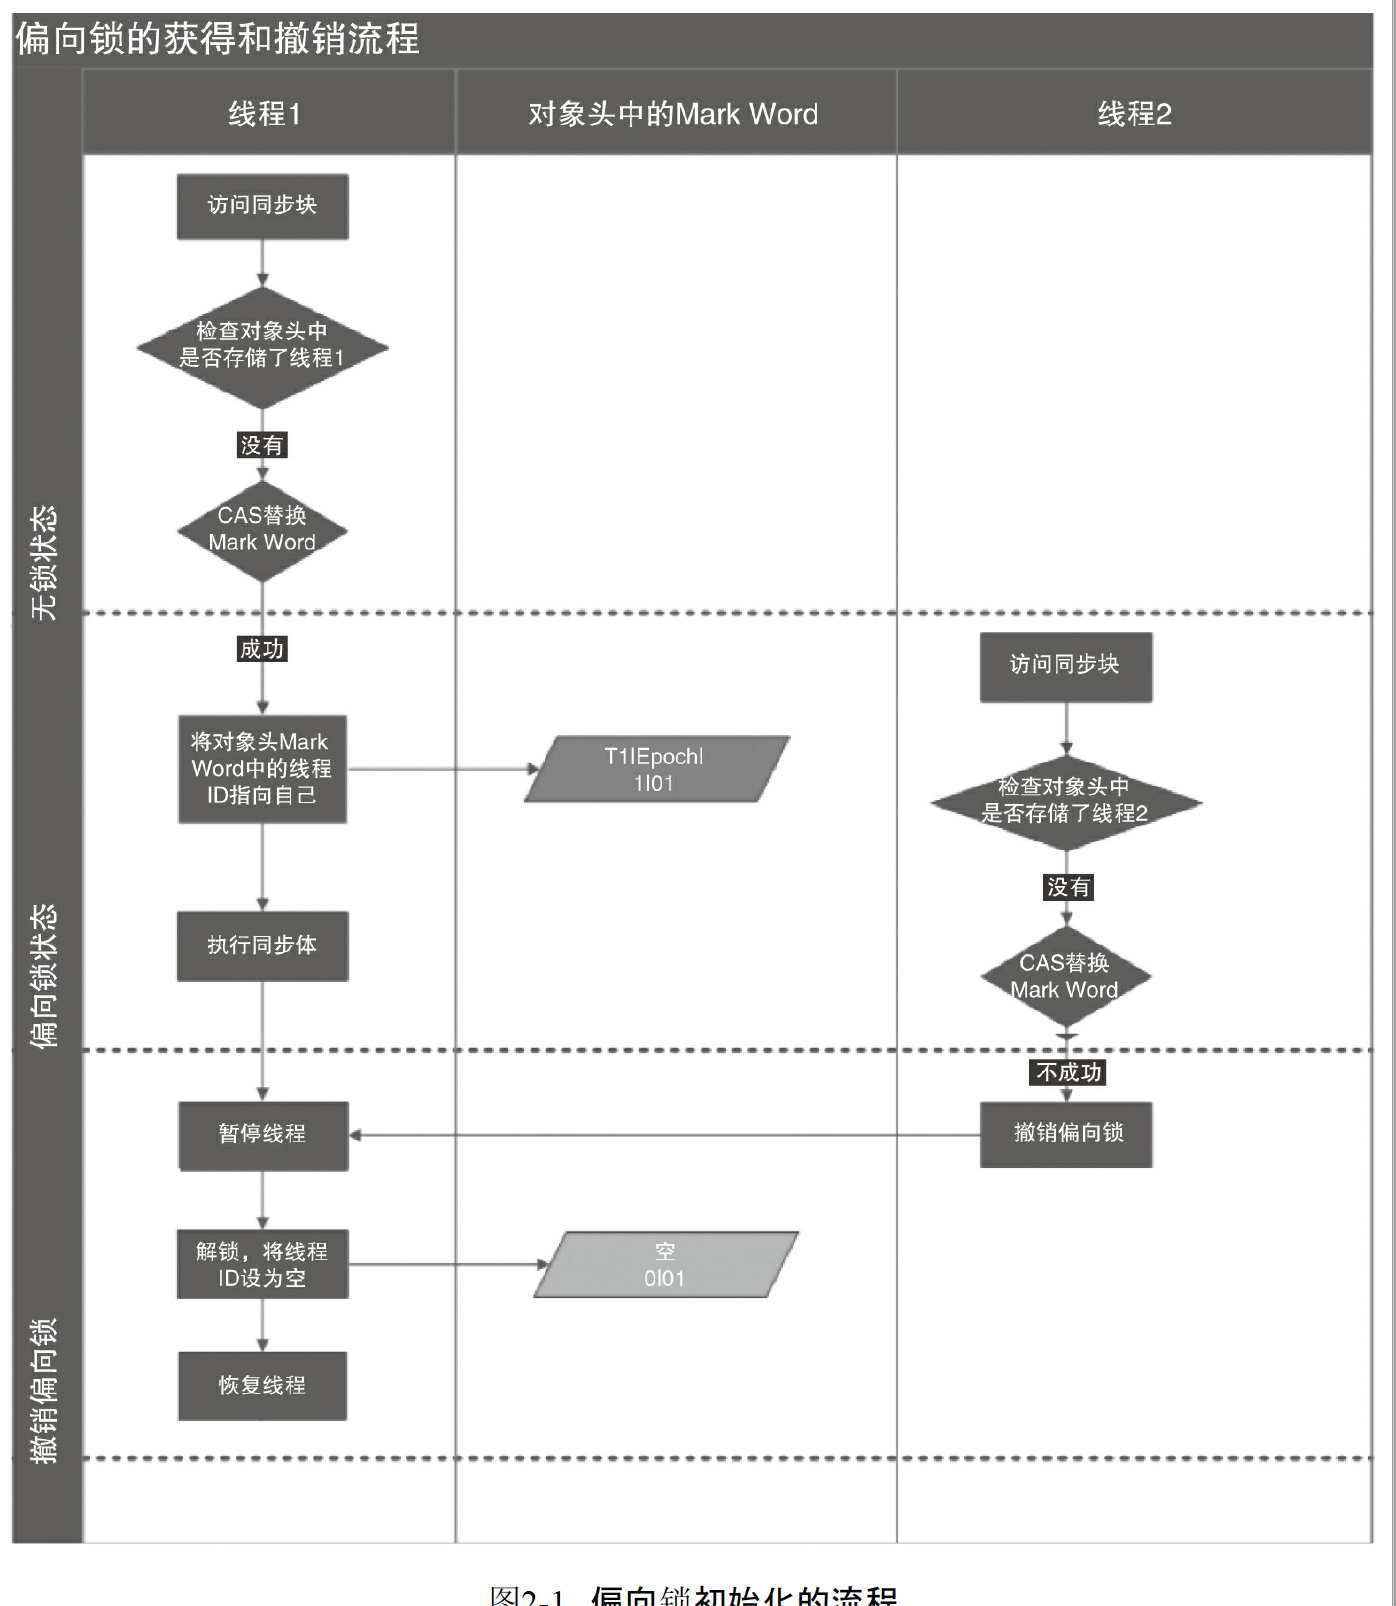 偏向锁的获得和撤销流程
线程1
对象头中的Mark Word
线程2
无锁状态
访问同步块
检查对象头中
是否存储了线程1
没有
CAS替换
Mark Word
偏向锁状态
成功
将对象头Mark
Word中的线程
ID指向自己
T1|Epoch|
1|01
执行同步体
访问同步块
检查对象头中
是否存储了线程2
没有
CAS替换
Mark Word
撤销偏向锁
不成功
撤销偏向锁
暂停线程
解锁，将线程
ID设为空
空
0|01
恢复线程
图2-1 偏向锁初始化的流程